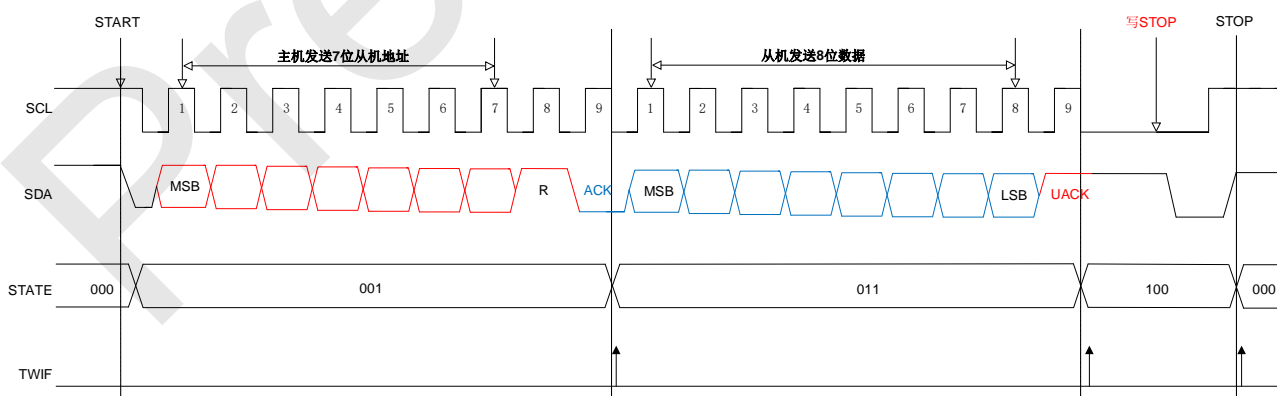 START 写STOP STOP
主机发送7位从机地址 从机发送8位数据
SCL 1 2 3 4 5 6 7 8 9 1 2 3 4 5 6 7 8 9
SDA MSB R ACK MSB LSB UACK
STATE 000 001 011 100 000
TWIF
Pre